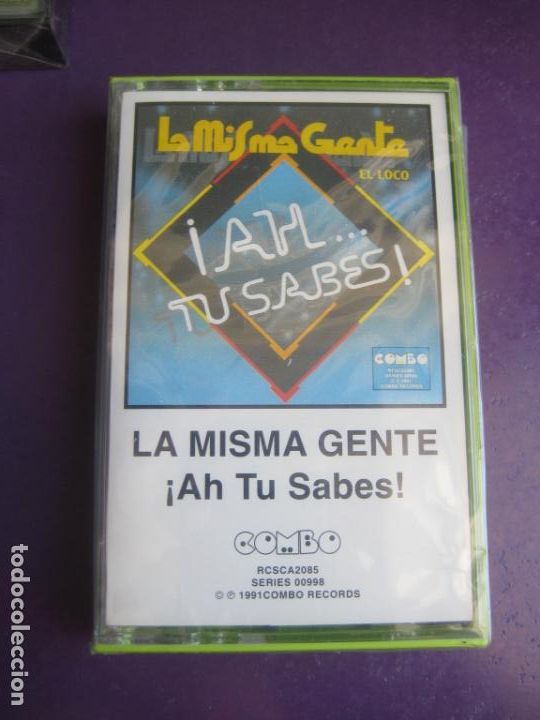 La Misma Gente
EL LOCO
¡AH...
TU SABES!
COMBO
LA MISMA GENTE
¡Ah Tu Sabes!
COMBO
RCSCA2085
SERIES 00998
© ℗ 1991COMBO RECORDS
todocoleccion